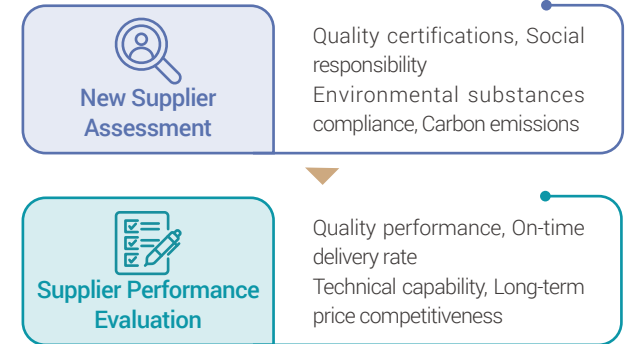 New Supplier
Assessment
Quality certifications, Social
responsibility
Environmental substances
compliance, Carbon emissions
Supplier Performance
Evaluation
Quality performance, On-time
delivery rate
Technical capability, Long-term
price competitiveness